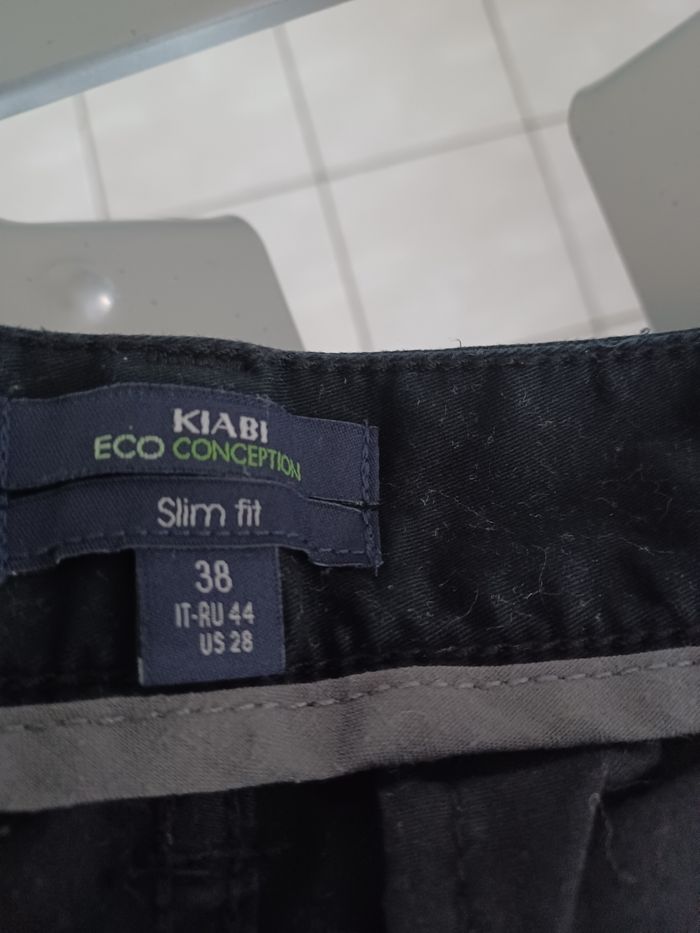 KIABI
ECO CONCEPTION
Slim fit
38
IT-RU 44
US 28